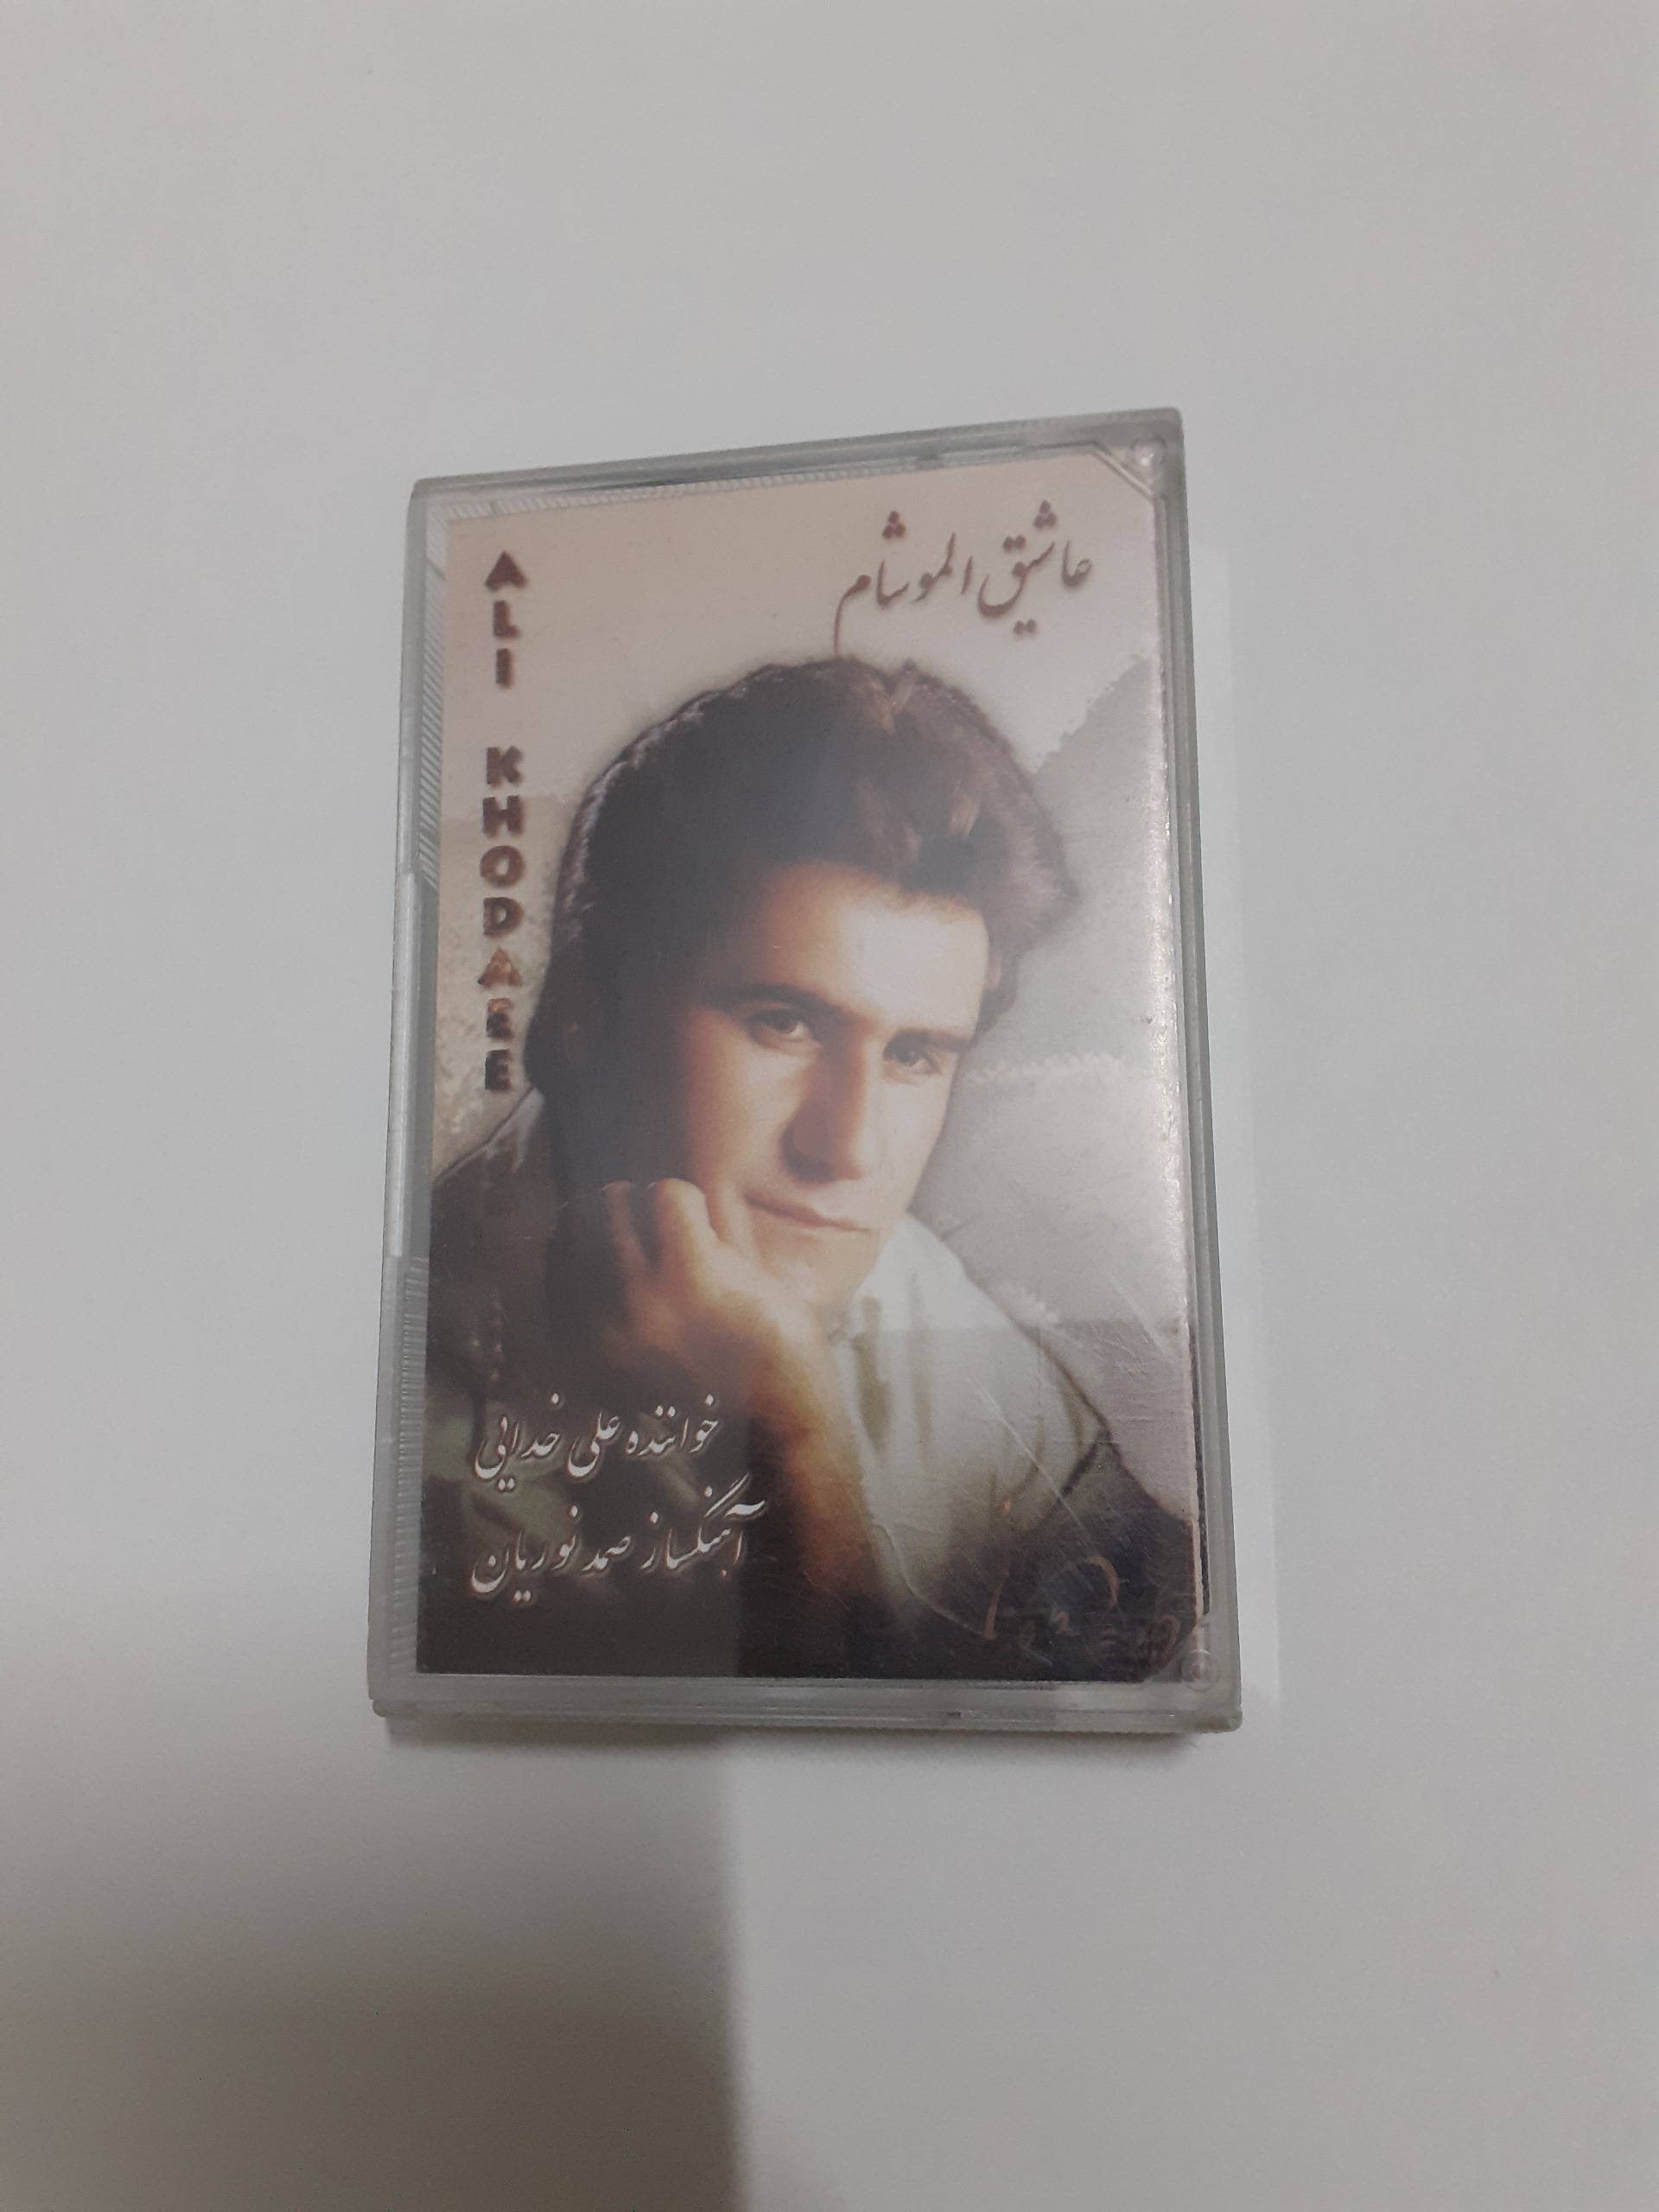 عاشیق الموشام
ALI KHODAEE
خواننده علی خدایی
آهنگساز صمد نوریان